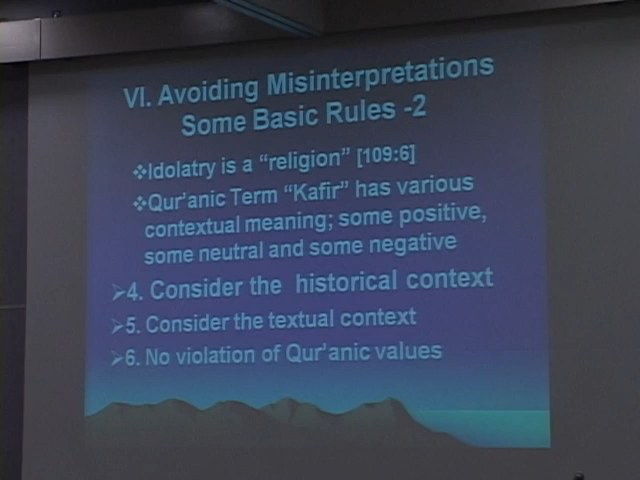 VI. Avoiding Misinterpretations
Some Basic Rules -2
❖Idolatry is a “religion” [109:6]
❖Qur’anic Term “Kafir” has various
contextual meaning; some positive,
some neutral and some negative
➢4. Consider the historical context
➢5. Consider the textual context
➢6. No violation of Qur’anic values